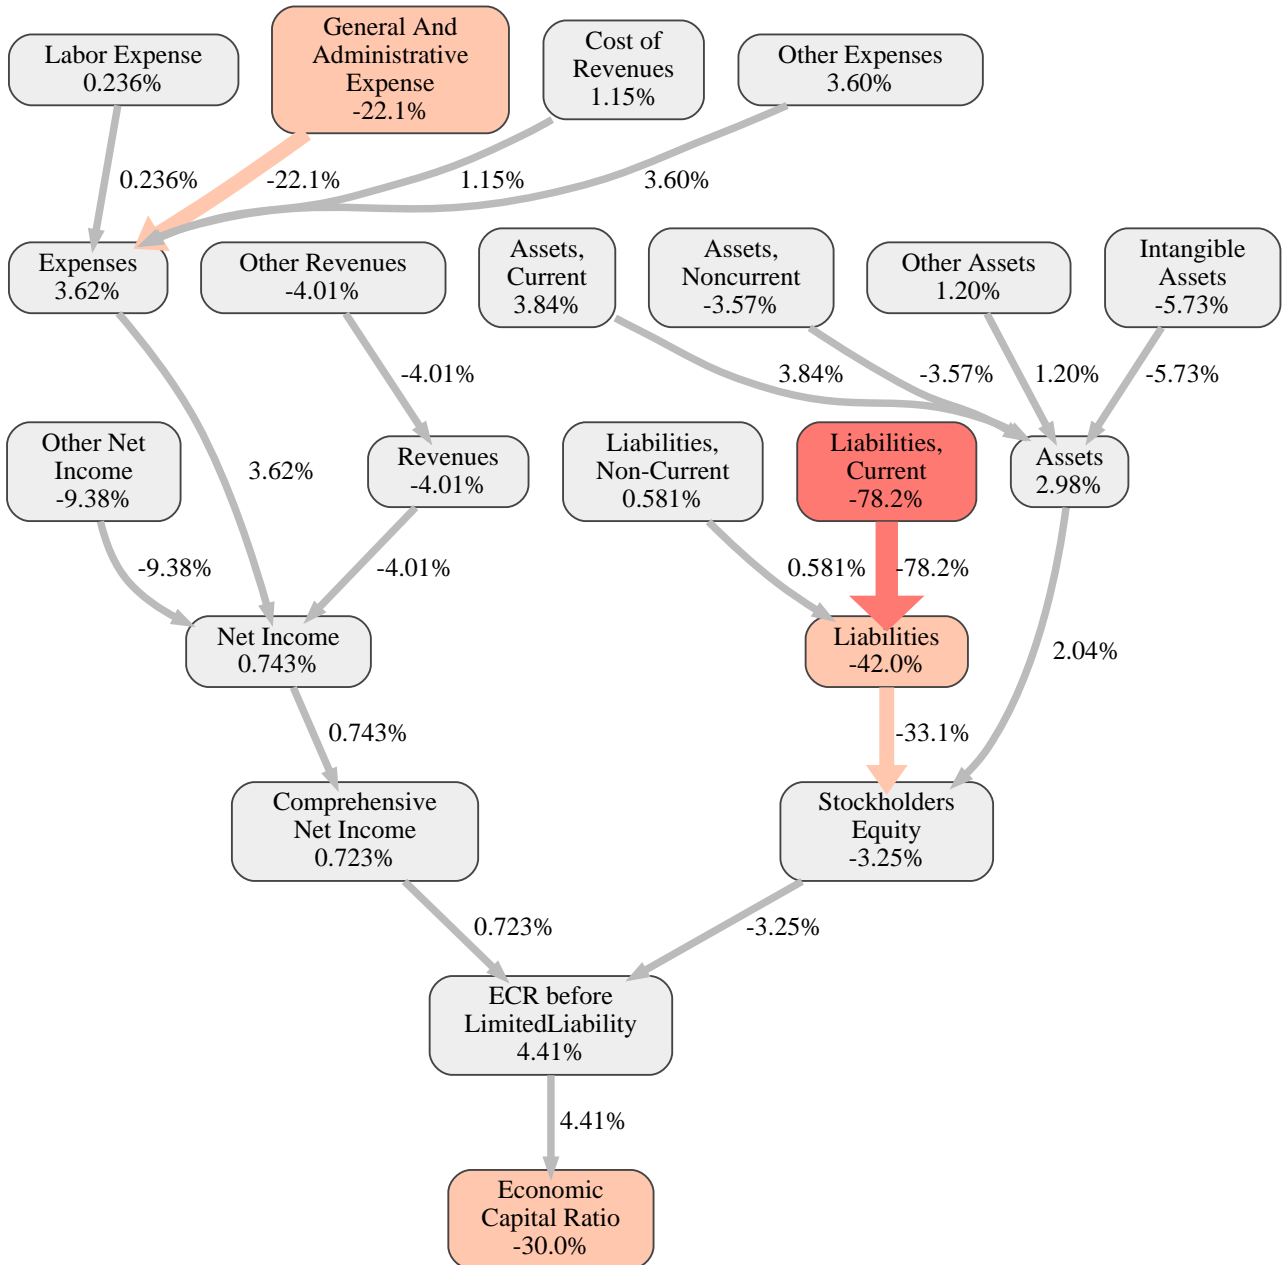 Labor Expense
0.236%
General And
Administrative
Expense
-22.1%
Cost of
Revenues
1.15%
Other Expenses
3.60%
0.236%
-22.1%
1.15%
3.60%
Expenses
3.62%
Other Revenues
-4.01%
Assets,
Current
3.84%
Assets,
Noncurrent
-3.57%
Other Assets
1.20%
Intangible
Assets
-5.73%
-4.01%
3.84%
-3.57%
1.20%
-5.73%
Other Net
Income
-9.38%
3.62%
Revenues
-4.01%
Liabilities,
Non-Current
0.581%
Liabilities,
Current
-78.2%
Assets
2.98%
-9.38%
-4.01%
0.581%
-78.2%
Net Income
0.743%
Liabilities
-42.0%
2.04%
0.743%
-33.1%
Comprehensive
Net Income
0.723%
Stockholders
Equity
-3.25%
0.723%
-3.25%
ECR before
LimitedLiability
4.41%
4.41%
Economic
Capital Ratio
-30.0%